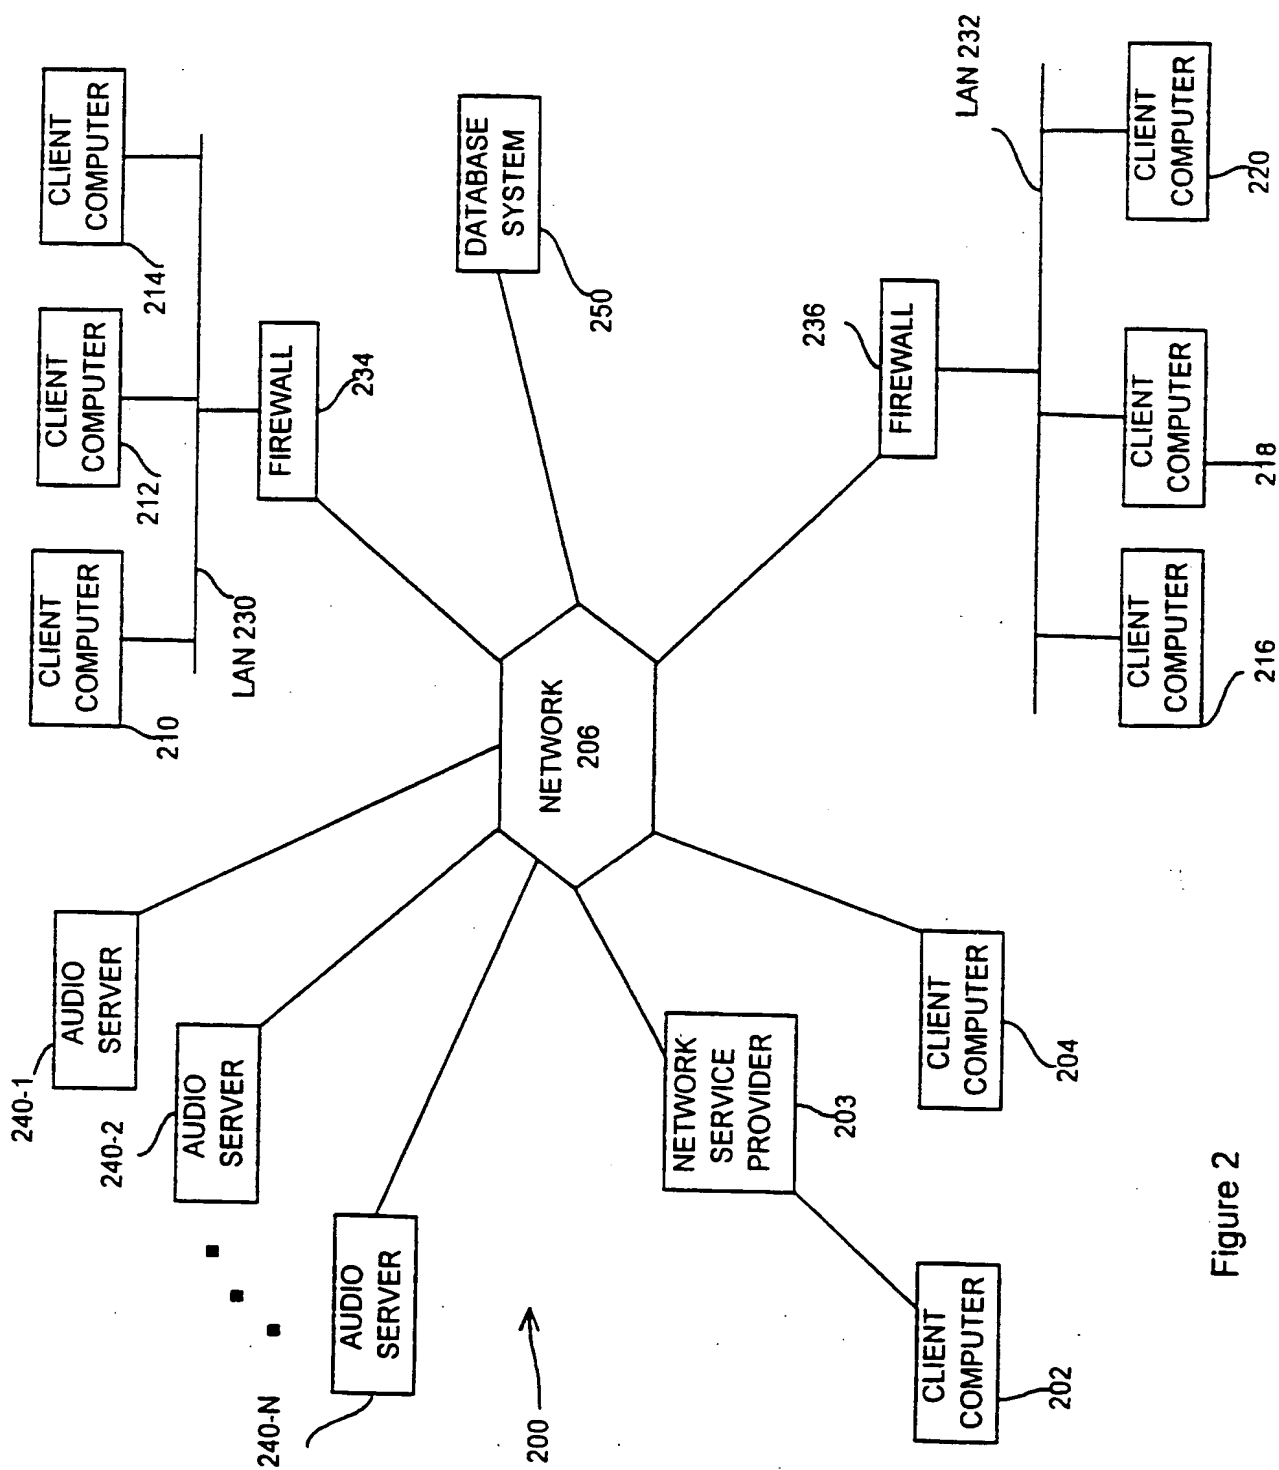 240-1
AUDIO
SERVER
240-2
AUDIO
SERVER
240-N
AUDIO
SERVER
200
CLIENT
COMPUTER
210
CLIENT
COMPUTER
212
CLIENT
COMPUTER
214
LAN 230
FIREWALL
234
DATABASE
SYSTEM
250
NETWORK
206
NETWORK
SERVICE
PROVIDER
203
CLIENT
COMPUTER
202
CLIENT
COMPUTER
204
236
FIREWALL
LAN 232
CLIENT
COMPUTER
216
CLIENT
COMPUTER
218
CLIENT
COMPUTER
220
Figure 2